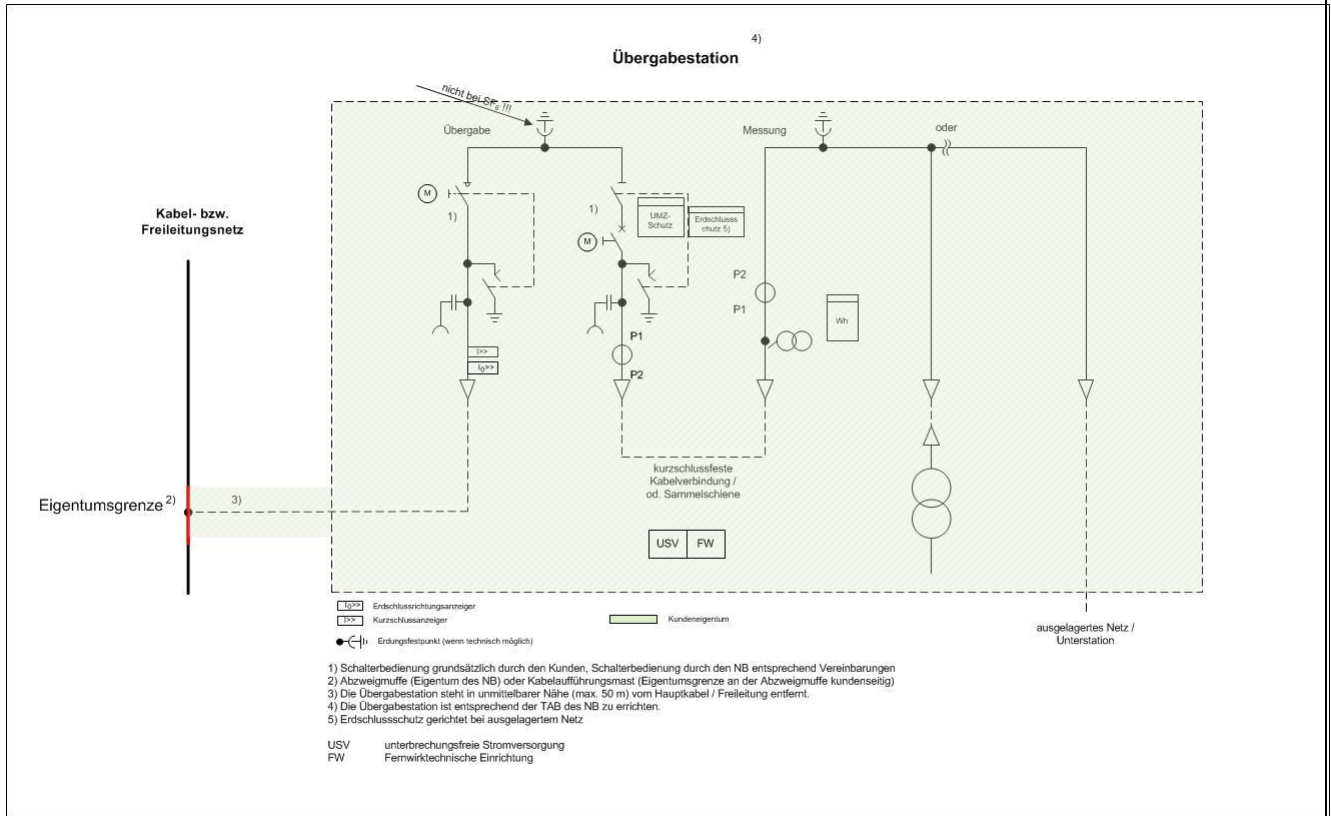 4)
Übergabestation
nicht bei SF6 !!!
Übergabe
Messung
oder
Kabel- bzw.
Freileitungsnetz
M
1)
1)
M
UMZ-
Schutz
Erdschlusss
chutz 5)
P2
P1
Wh
P1
P2
I>>
I0>>
kurzschlussfeste
Kabelverbindung /
od. Sammelschiene
Eigentumsgrenze 2)
3)
USV
FW
I0>> Erdschlussrichtungsanzeiger
I>> Kurzschlussanzeiger
Kundeneigentum
Erdungsfestpunkt (wenn technisch möglich)
ausgelagertes Netz /
Unterstation
1) Schalterbedienung grundsätzlich durch den Kunden, Schalterbedienung durch den NB entsprechend Vereinbarungen
2) Abzweigmuffe (Eigentum des NB) oder Kabelaufführungsmast (Eigentumsgrenze an der Abzweigmuffe kundenseitig)
3) Die Übergabestation steht in unmittelbarer Nähe (max. 50 m) vom Hauptkabel / Freileitung entfernt.
4) Die Übergabestation ist entsprechend der TAB des NB zu errichten.
5) Erdschlussschutz gerichtet bei ausgelagertem Netz
USV unterbrechungsfreie Stromversorgung
FW Fernwirktechnische Einrichtung